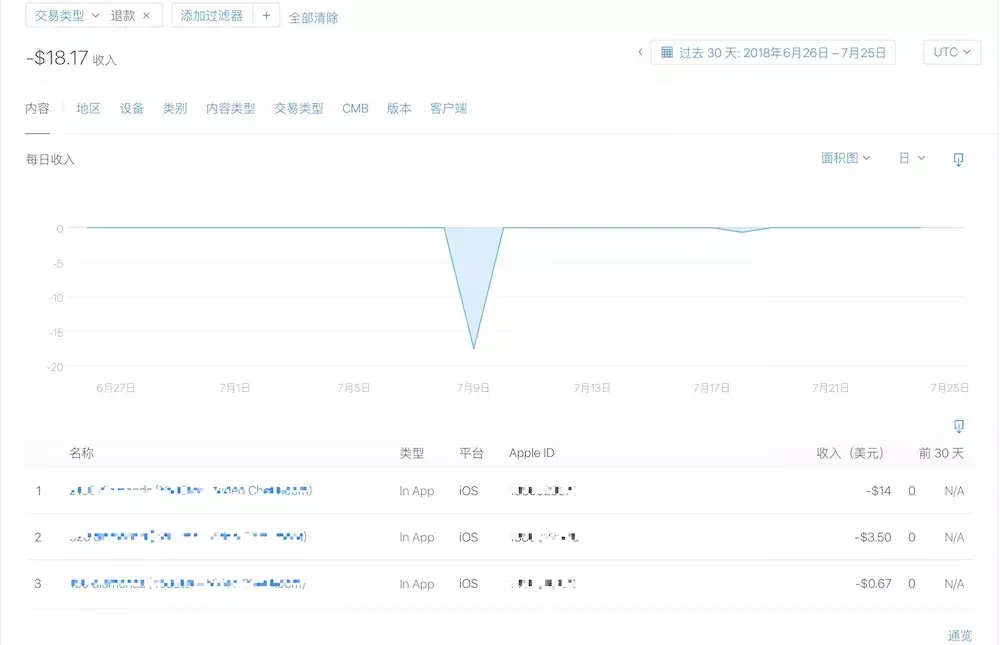 交易类型 退款 × 添加过滤器 + 全部清除
-$18.17 收入
过去 30 天: 2018年6月26日 – 7月25日 UTC
内容 地区 设备 类别 内容类型 交易类型 CMB 版本 客户端
每日收入 面积图 日
0
-5
-10
-15
-20
6月27日 7月1日 7月5日 7月9日 7月13日 7月17日 7月21日 7月25日
名称 类型 平台 Apple ID 收入（美元） 前 30 天
1 In App iOS -$14 0 N/A
2 In App iOS -$3.50 0 N/A
3 In App iOS -$0.67 0 N/A
通览